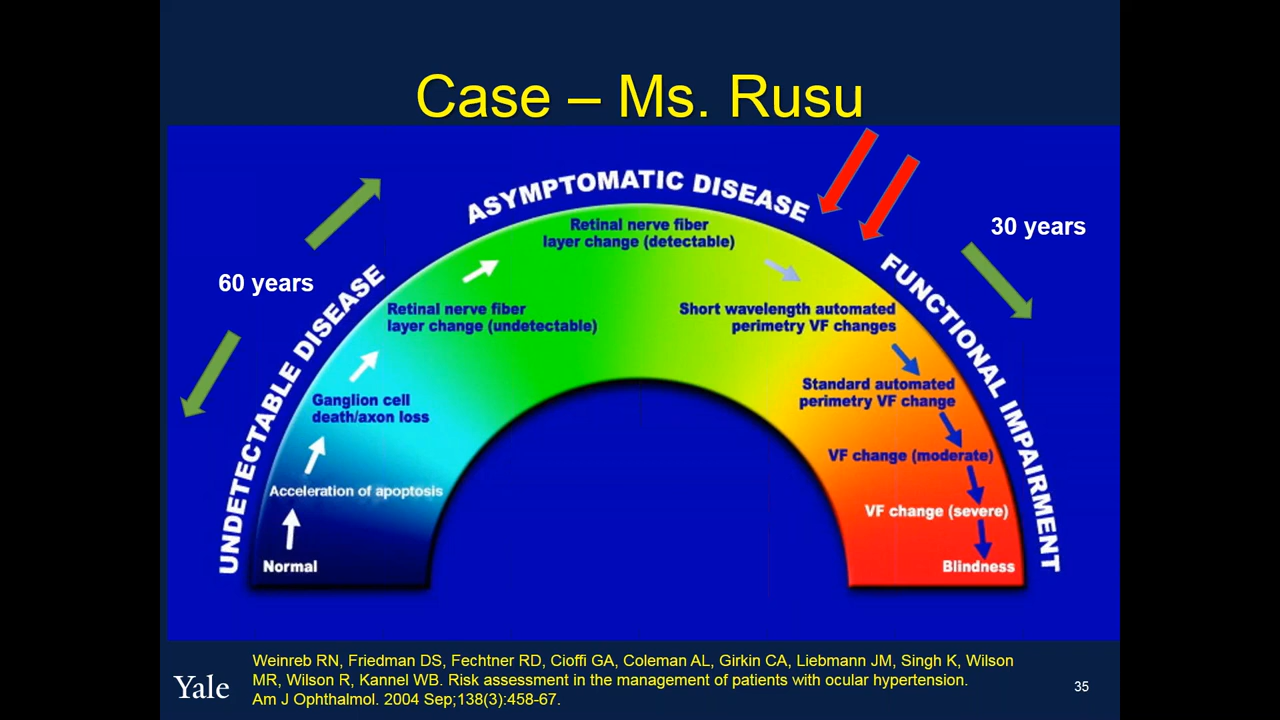 Case – Ms. Rusu
ASYMPTOMATIC DISEASE
Retinal nerve fiber
layer change (detectable)
30 years
60 years
UNDETECTABLE DISEASE
FUNCTIONAL IMPAIRMENT
Retinal nerve fiber
layer change (undetectable)
Short wavelength automated
perimetry VF changes
Ganglion cell
death/axon loss
Standard automated
perimetry VF change
VF change (moderate)
Acceleration of apoptosis
VF change (severe)
Normal
Blindness
Weinreb RN, Friedman DS, Fechtner RD, Cioffi GA, Coleman AL, Girkin CA, Liebmann JM, Singh K, Wilson
MR, Wilson R, Kannel WB. Risk assessment in the management of patients with ocular hypertension.
Am J Ophthalmol. 2004 Sep;138(3):458-67.
Yale
35